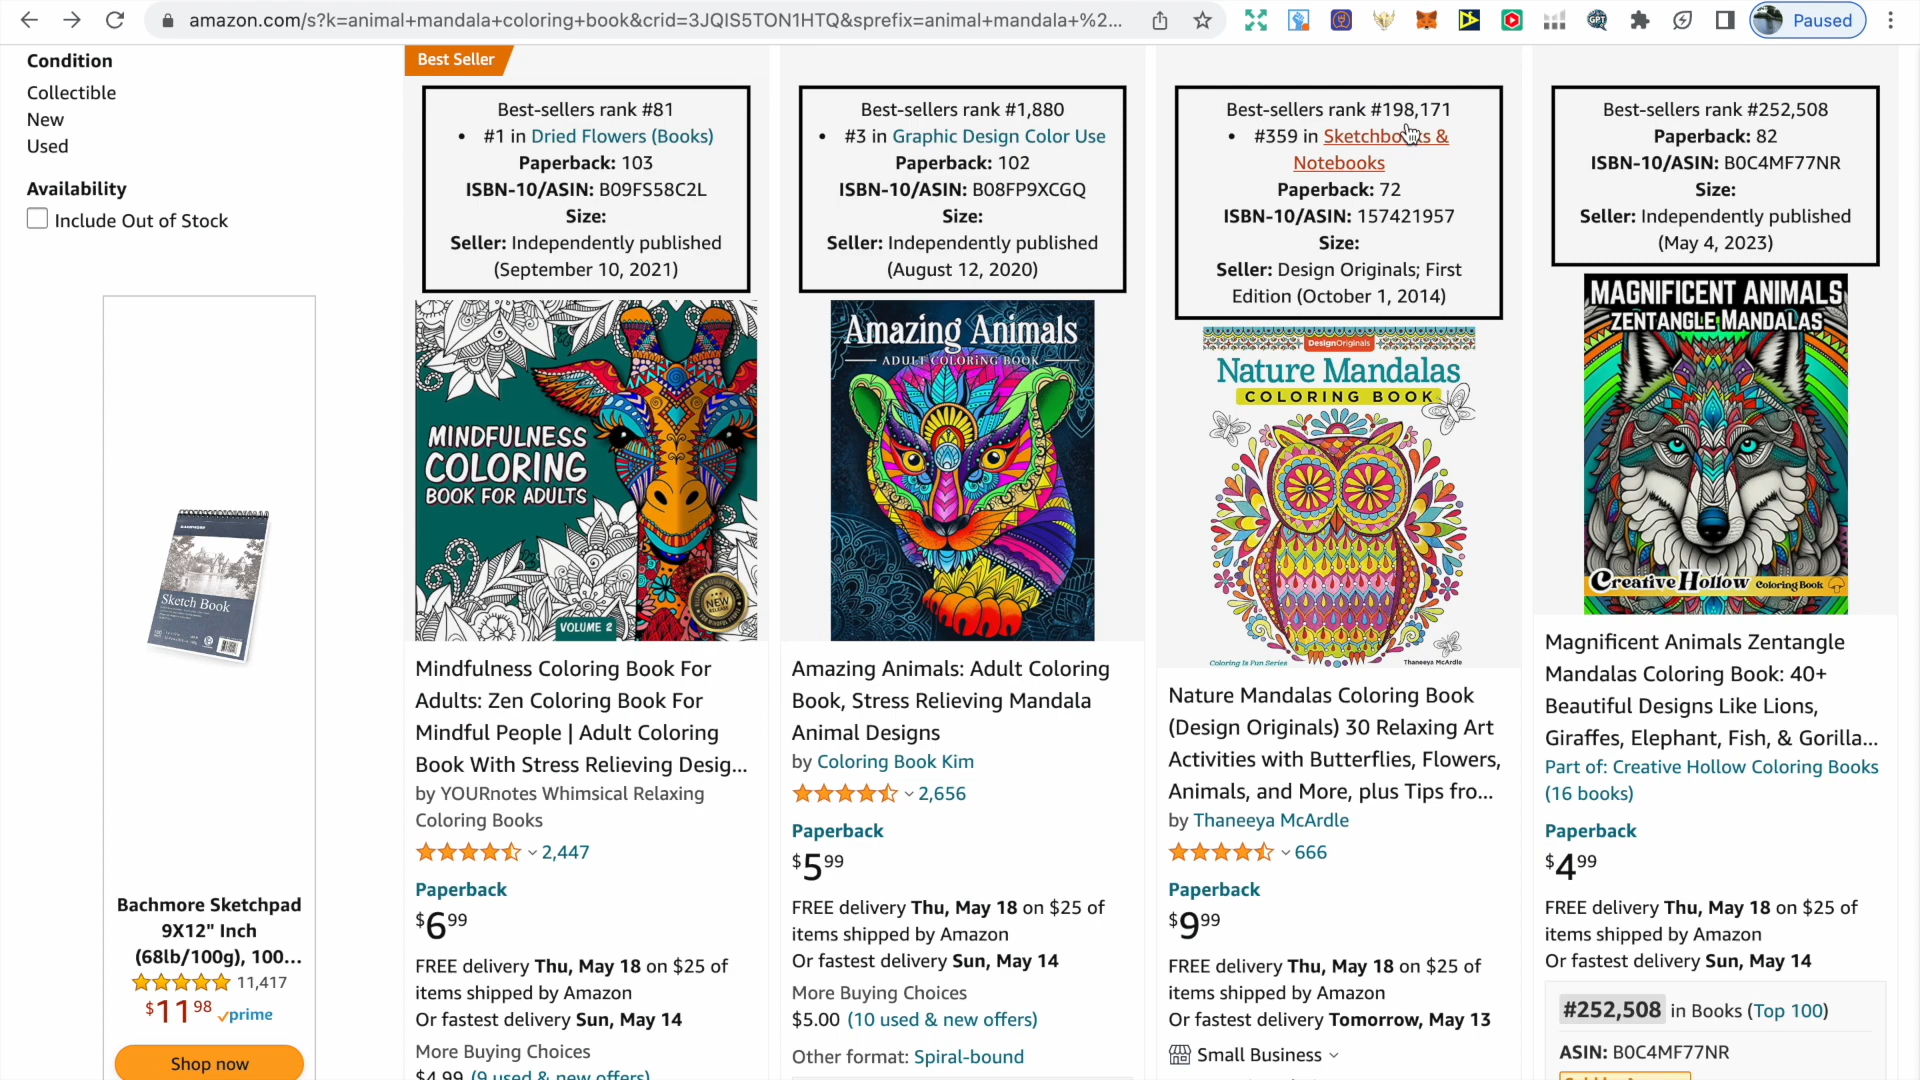 amazon.com/s?k=animal+mandala+coloring+book&crid=3JQIS5TON1HTQ&sprefix=animal+mandala+%2...
Paused
Condition
Collectible
New
Used
Availability
Include Out of Stock
Sketch Book
Bachmore Sketchpad
9X12" Inch
(68lb/100g), 100...
11,417
$11 98 prime
Shop now
Best Seller
Best-sellers rank #81
• #1 in Dried Flowers (Books)
Paperback: 103
ISBN-10/ASIN: B09FS58C2L
Size:
Seller: Independently published
(September 10, 2021)
MINDFULNESS
COLORING
BOOK FOR ADULTS
NEW
RELEASE
VOLUME 2
Mindfulness Coloring Book For
Adults: Zen Coloring Book For
Mindful People | Adult Coloring
Book With Stress Relieving Desig...
by YOURnotes Whimsical Relaxing
Coloring Books
2,447
Paperback
$6 99
FREE delivery Thu, May 18 on $25 of
items shipped by Amazon
Or fastest delivery Sun, May 14
More Buying Choices
$4.99 (9 used & new offers)
Best-sellers rank #1,880
• #3 in Graphic Design Color Use
Paperback: 102
ISBN-10/ASIN: B08FP9XCGQ
Size:
Seller: Independently published
(August 12, 2020)
Amazing Animals
ADULT COLORING BOOK
Amazing Animals: Adult Coloring
Book, Stress Relieving Mandala
Animal Designs
by Coloring Book Kim
2,656
Paperback
$5 99
FREE delivery Thu, May 18 on $25 of
items shipped by Amazon
Or fastest delivery Sun, May 14
More Buying Choices
$5.00 (10 used & new offers)
Other format: Spiral-bound
Best-sellers rank #198,171
• #359 in Sketchbooks &
Notebooks
Paperback: 72
ISBN-10/ASIN: 157421957
Size:
Seller: Design Originals; First
Edition (October 1, 2014)
DesignOriginals
Nature Mandalas
COLORING BOOK
Coloring Is Fun Series
Thaneeya McArdle
Nature Mandalas Coloring Book
(Design Originals) 30 Relaxing Art
Activities with Butterflies, Flowers,
Animals, and More, plus Tips fro...
by Thaneeya McArdle
666
Paperback
$9 99
FREE delivery Thu, May 18 on $25 of
items shipped by Amazon
Or fastest delivery Tomorrow, May 13
Small Business
Best-sellers rank #252,508
Paperback: 82
ISBN-10/ASIN: B0C4MF77NR
Size:
Seller: Independently published
(May 4, 2023)
MAGNIFICENT ANIMALS
ZENTANGLE MANDALAS
Creative Hollow Coloring Book
Magnificent Animals Zentangle
Mandalas Coloring Book: 40+
Beautiful Designs Like Lions,
Giraffes, Elephant, Fish, & Gorilla...
Part of: Creative Hollow Coloring Books
(16 books)
Paperback
$4 99
FREE delivery Thu, May 18 on $25 of
items shipped by Amazon
Or fastest delivery Sun, May 14
#252,508 in Books (Top 100)
ASIN: B0C4MF77NR